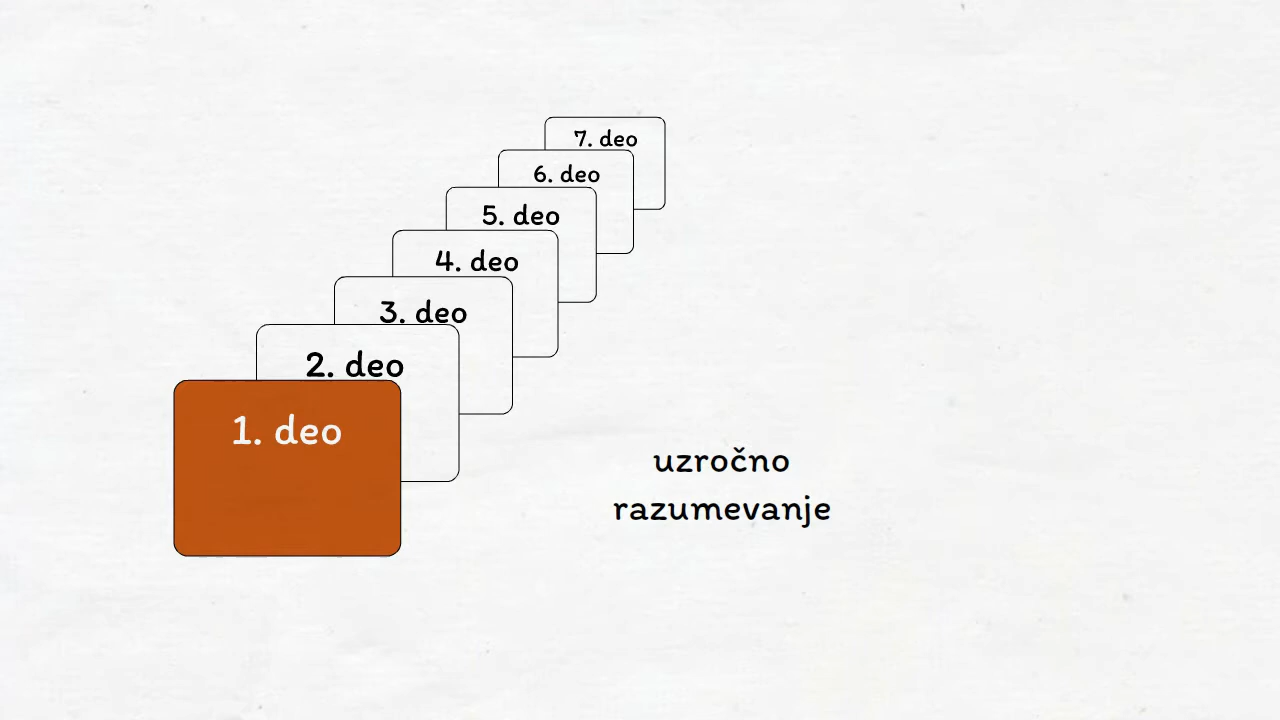 7. deo
6. deo
5. deo
4. deo
3. deo
2. deo
1. deo
uzročno
razumevanje